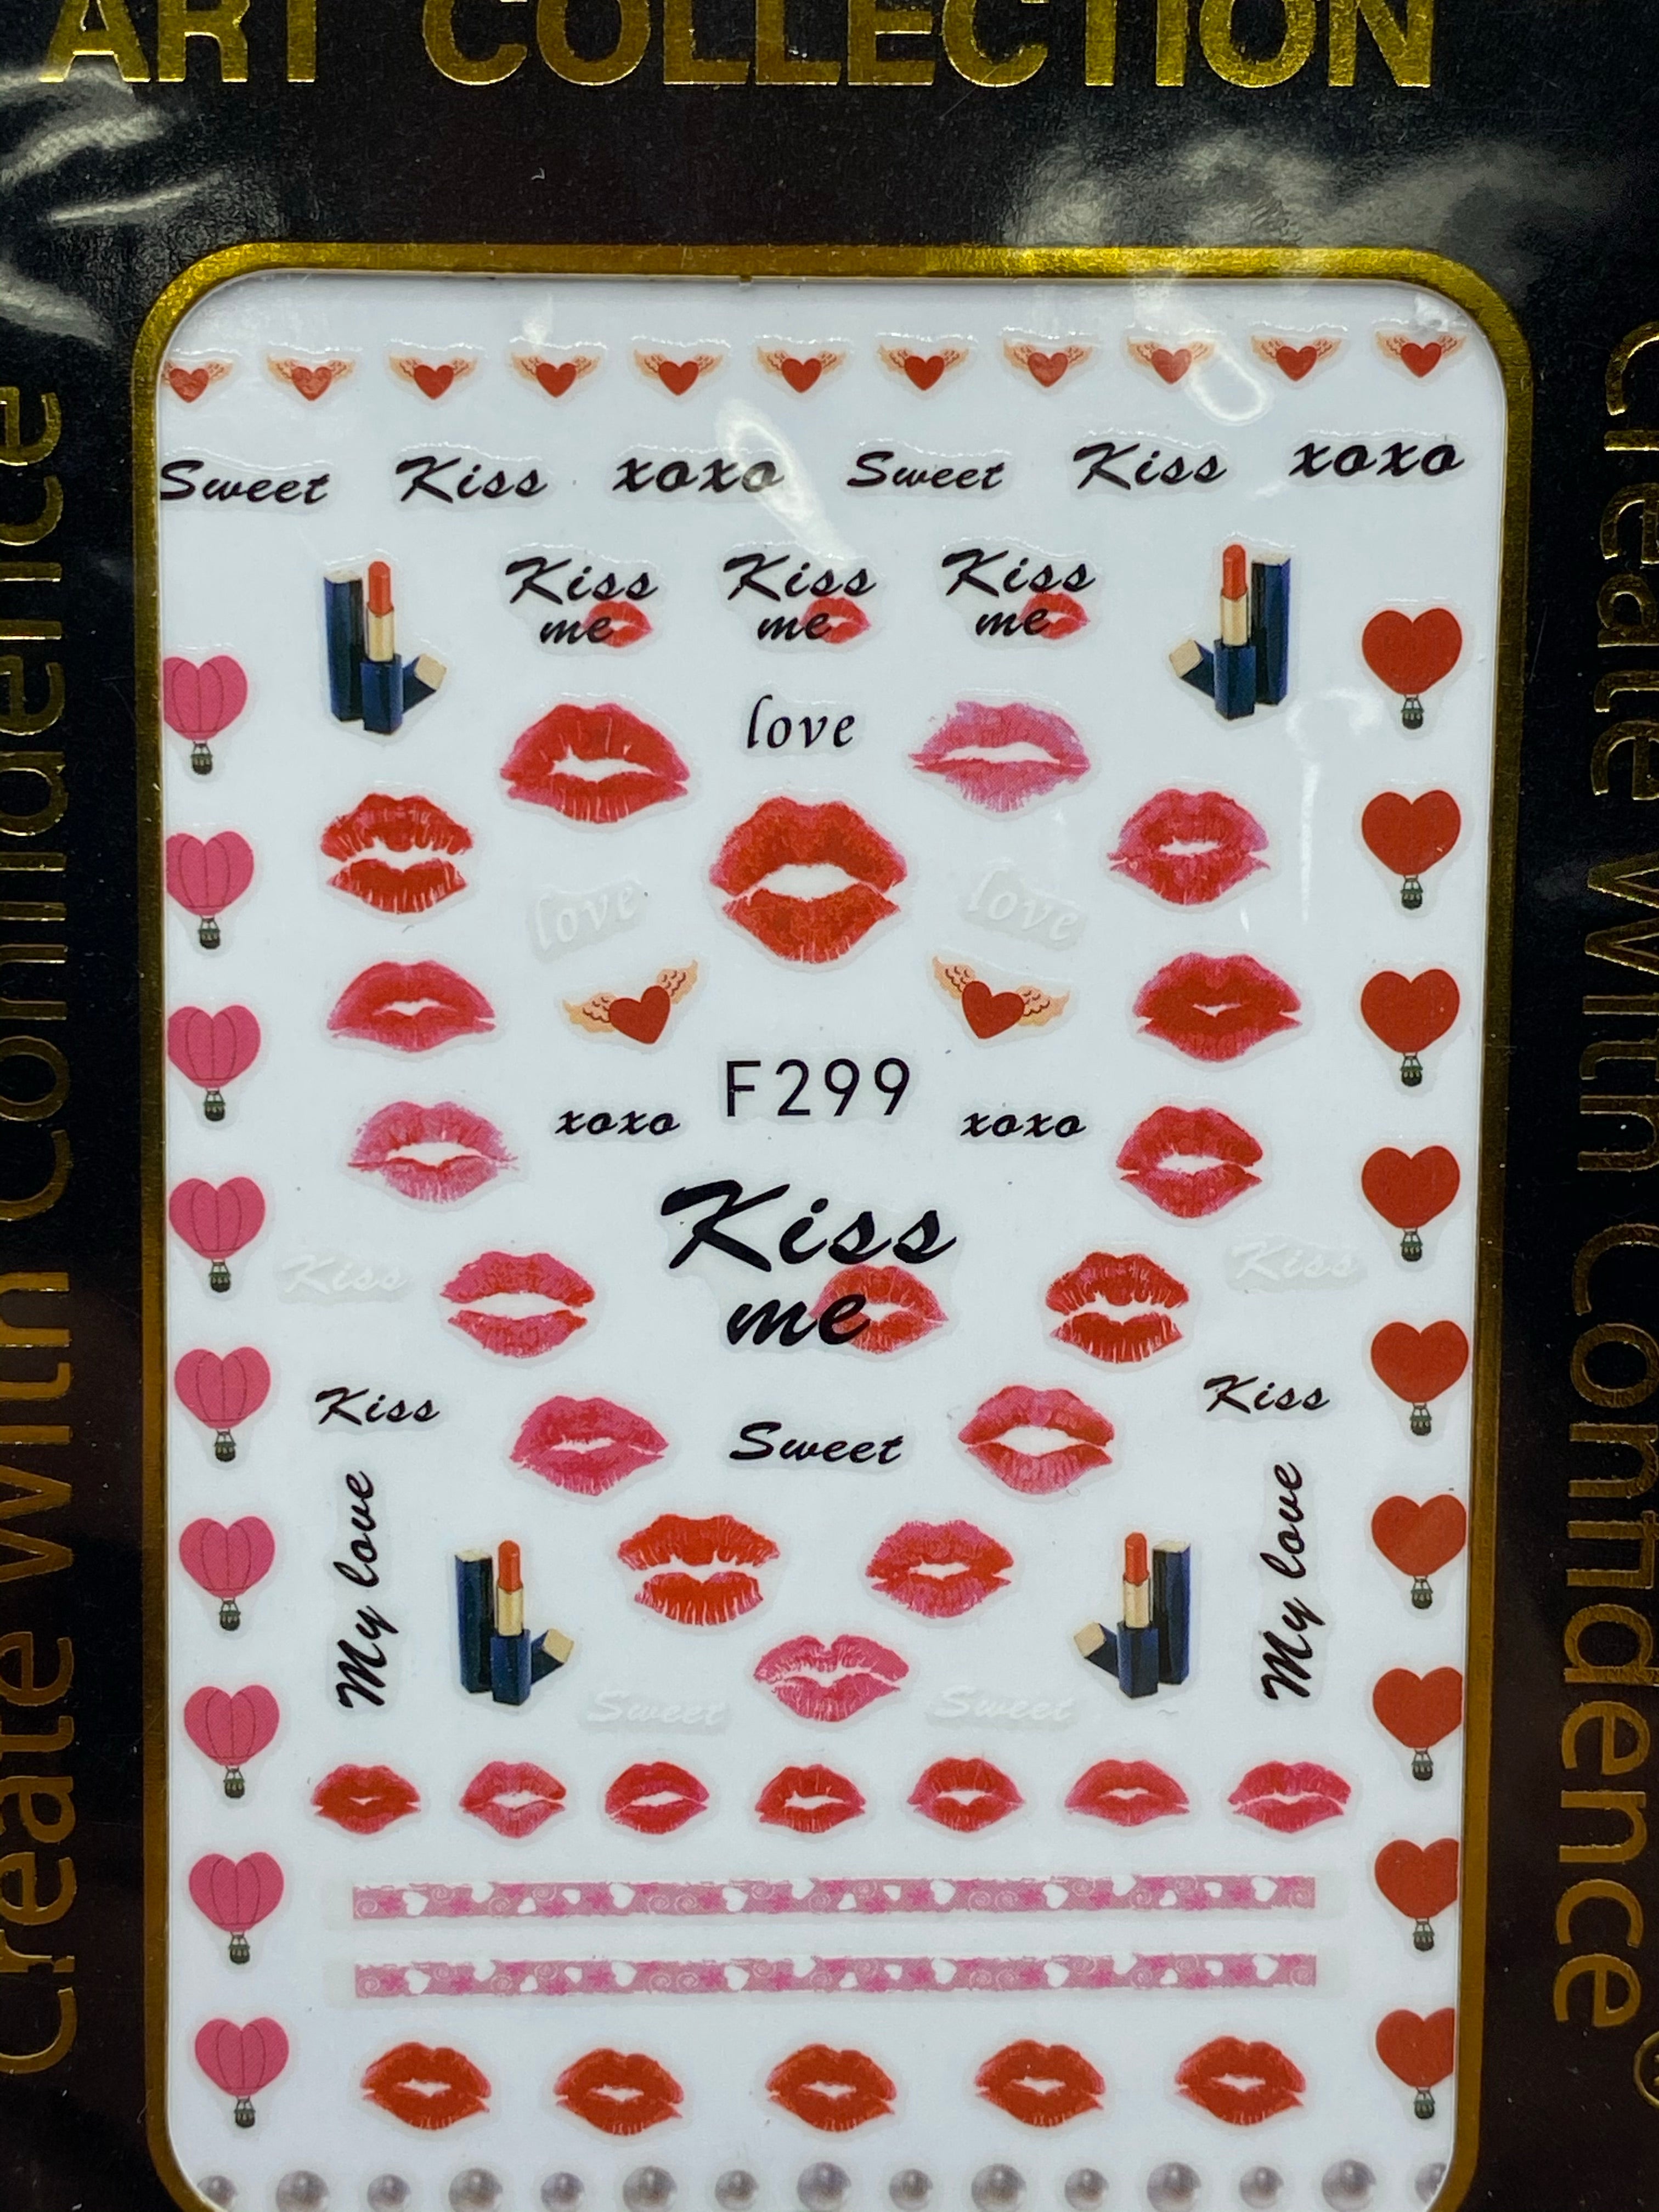 ART COLLECTION
Sweet Kiss xoxo Sweet Kiss xoxo
Kiss Kiss Kiss
me me me
love
love love
F299
xoxo xoxo
Kiss
Kiss Kiss
me
Kiss Kiss
Sweet
My love My love
Sweet Sweet
Create with Confidence
Create with Confidence®